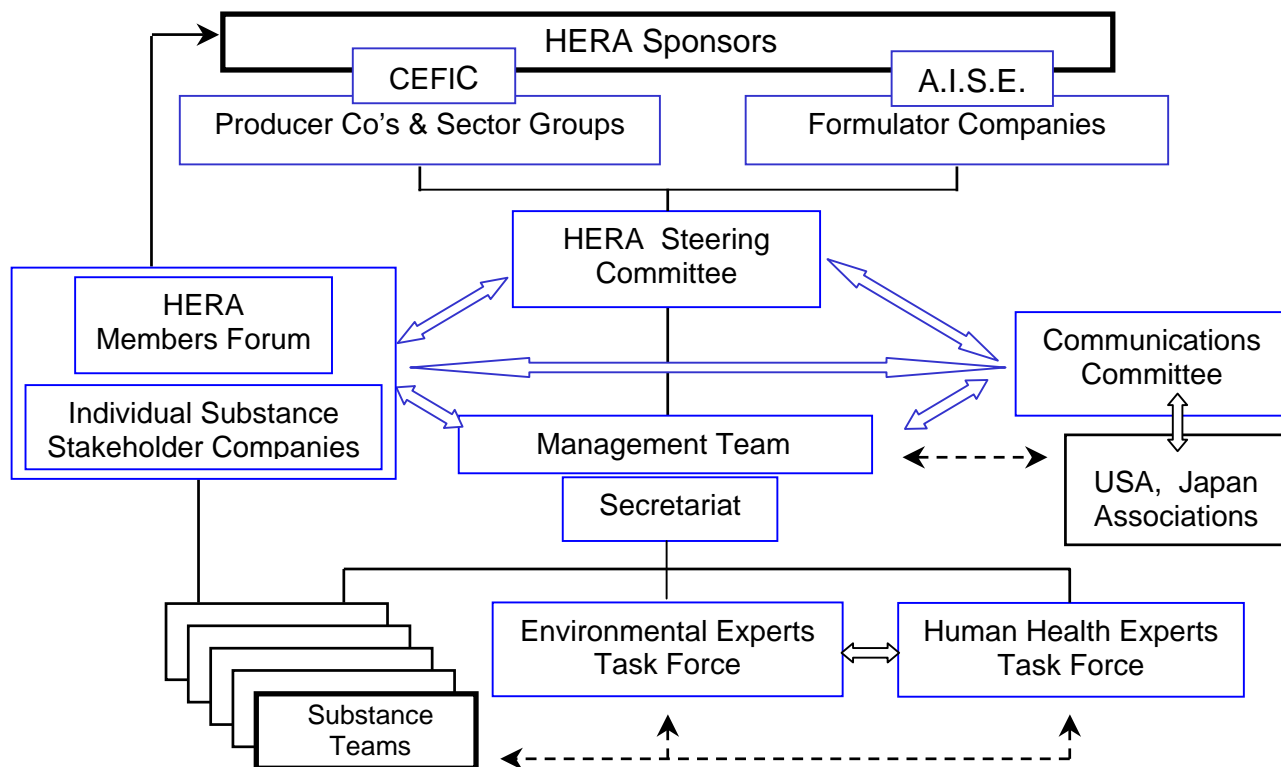 HERA Sponsors
CEFIC
A.I.S.E.
Producer Co's & Sector Groups
Formulator Companies
HERA Steering
Committee
HERA
Members Forum
Individual Substance
Stakeholder Companies
Communications
Committee
Management Team
USA, Japan
Associations
Secretariat
Environmental Experts
Task Force
Human Health Experts
Task Force
Substance
Teams